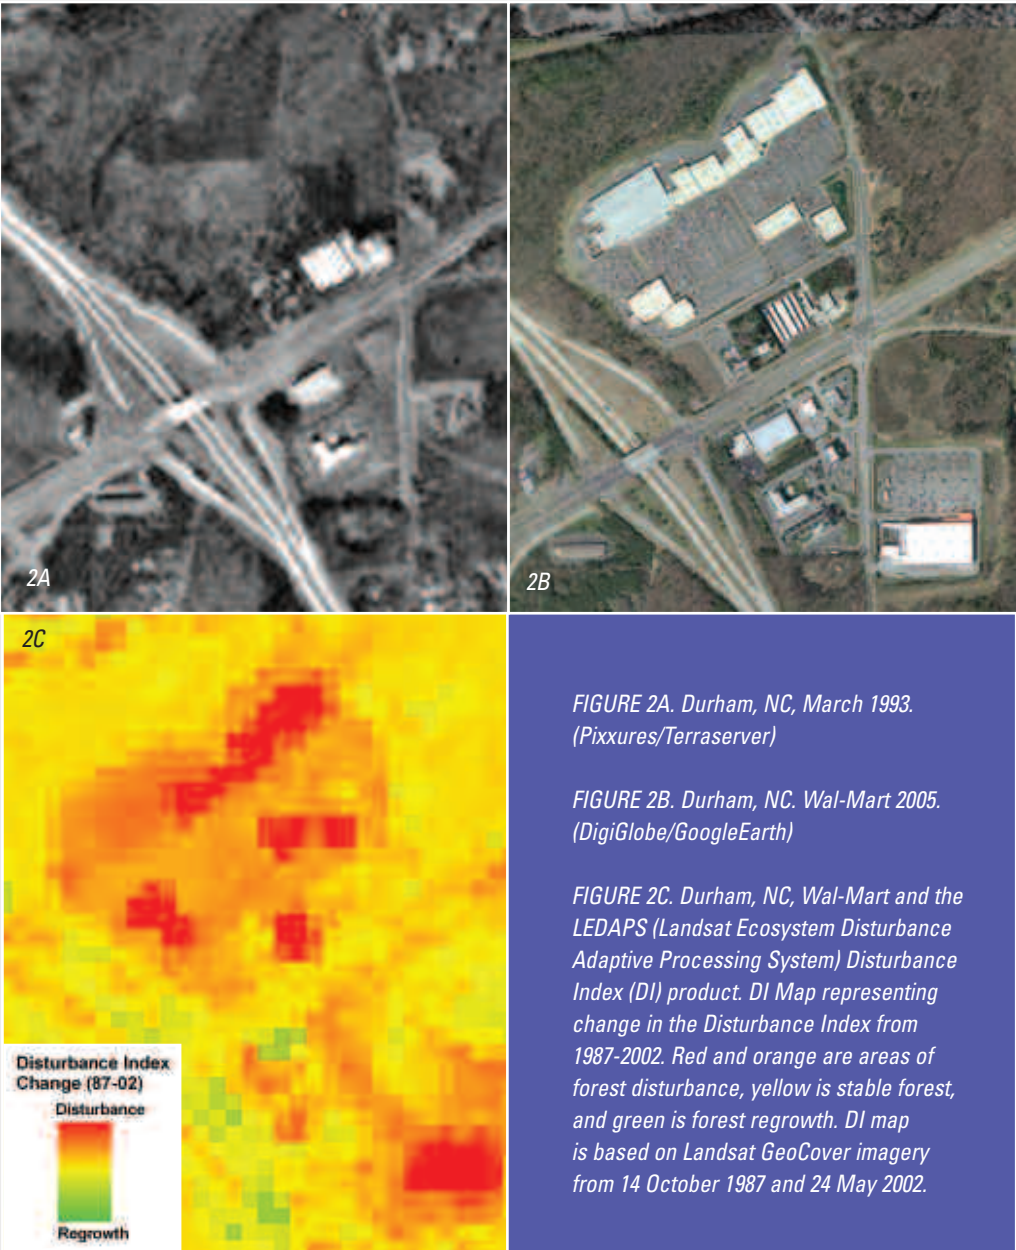 2A
2B
2C
FIGURE 2A. Durham, NC, March 1993.
(Pixxures/Terraserver)
FIGURE 2B. Durham, NC. Wal-Mart 2005.
(DigiGlobe/GoogleEarth)
FIGURE 2C. Durham, NC, Wal-Mart and the
LEDAPS (Landsat Ecosystem Disturbance
Adaptive Processing System) Disturbance
Index (DI) product. DI Map representing
change in the Disturbance Index from
1987-2002. Red and orange are areas of
forest disturbance, yellow is stable forest,
and green is forest regrowth. DI map
is based on Landsat GeoCover imagery
from 14 October 1987 and 24 May 2002.
Disturbance Index
Change (87-02)
Disturbance
Regrowth